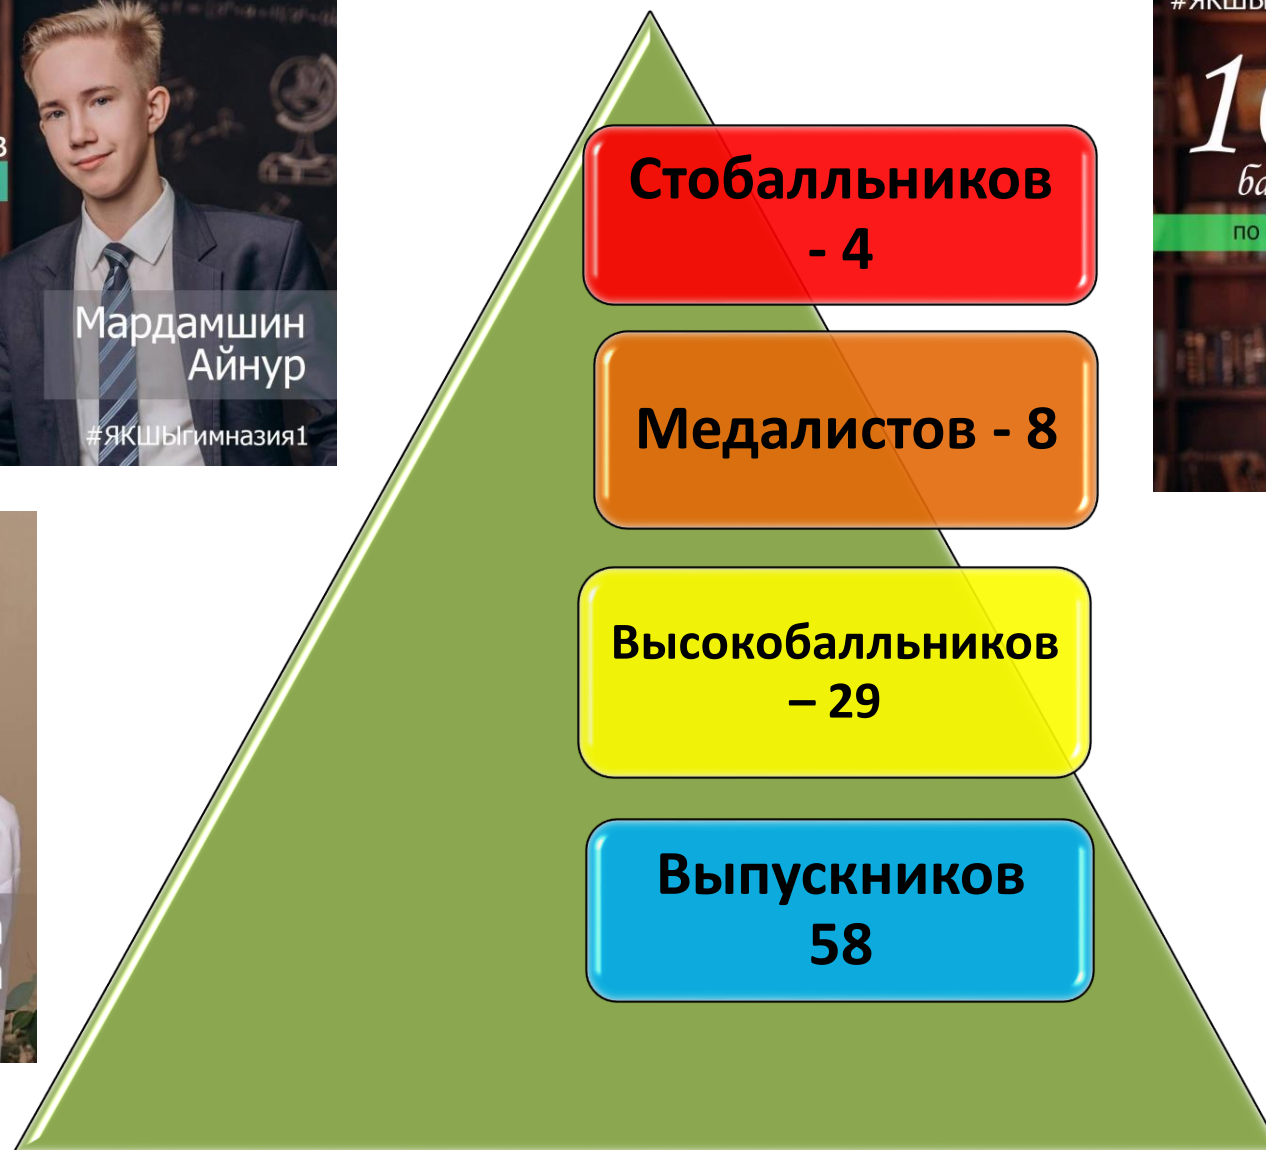 Мардамшин
Айнур
#ЯКШЫгимназия1
Стобалльников
- 4
Медалистов - 8
Высокобалльников
– 29
Выпускников
58
по